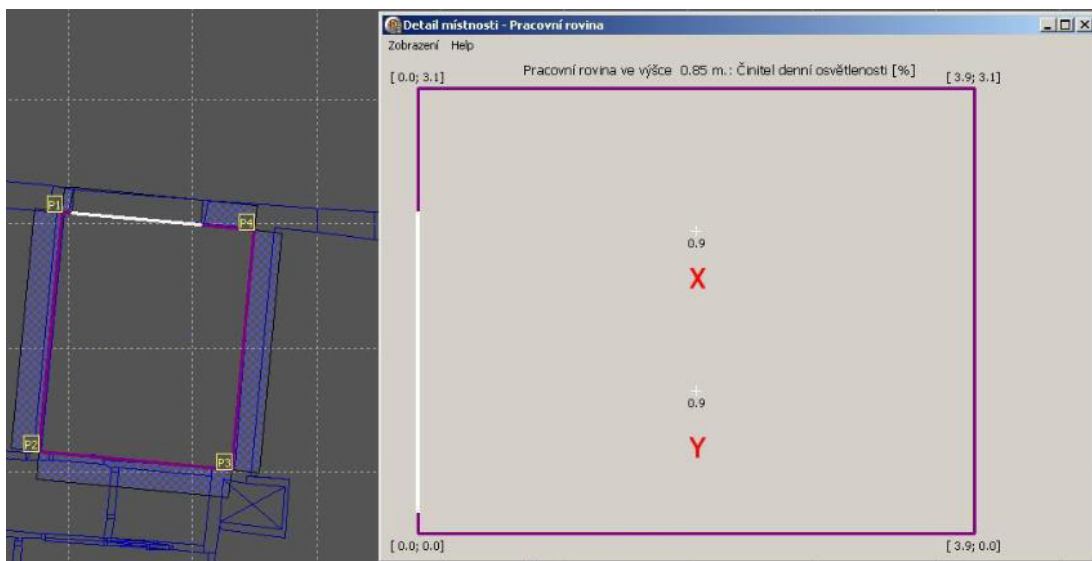 Detail místnosti - Pracovní rovina
Zobrazení Help
Pracovní rovina ve výšce 0.85 m.: Činitel denní osvětlenosti [%]
[ 0.0; 3.1]
[ 3.9; 3.1]
P1
P4
0.9
X
0.9
Y
P2
P3
[ 0.0; 0.0]
[ 3.9; 0.0]